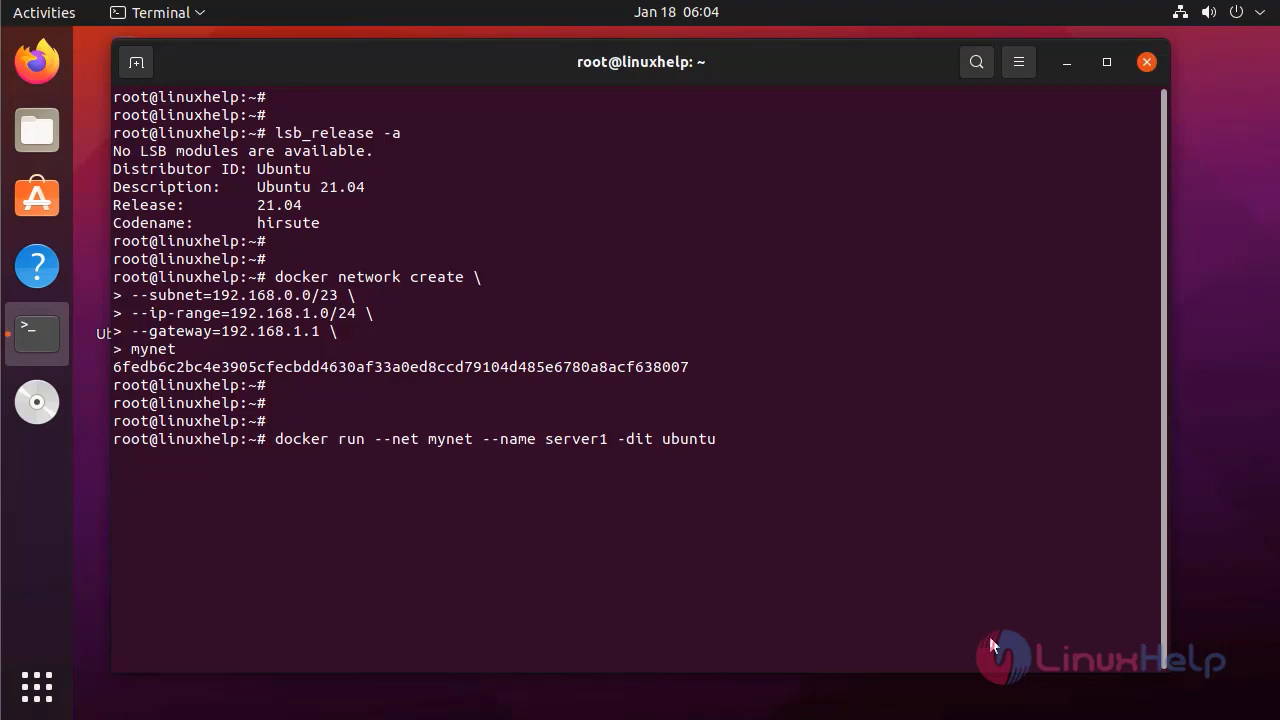 Activities
Terminal
Jan 18 06:04
root@linuxhelp: ~
root@linuxhelp:~#
root@linuxhelp:~#
root@linuxhelp:~# lsb_release -a
No LSB modules are available.
Distributor ID: Ubuntu
Description:    Ubuntu 21.04
Release:        21.04
Codename:       hirsute
root@linuxhelp:~#
root@linuxhelp:~#
root@linuxhelp:~# docker network create \
> --subnet=192.168.0.0/23 \
> --ip-range=192.168.1.0/24 \
> --gateway=192.168.1.1 \
> mynet
6fedb6c2bc4e3905cfecbdd4630af33a0ed8ccd79104d485e6780a8acf638007
root@linuxhelp:~#
root@linuxhelp:~#
root@linuxhelp:~#
root@linuxhelp:~# docker run --net mynet --name server1 -dit ubuntu
LinuxHelp